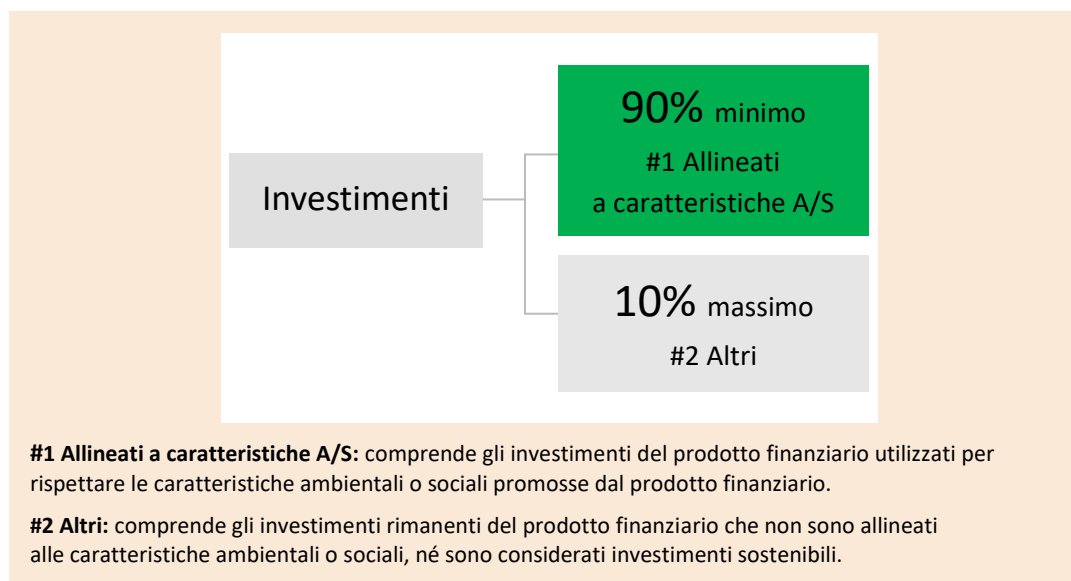 Investimenti
90% minimo
#1 Allineati
a caratteristiche A/S
10% massimo
#2 Altri
#1 Allineati a caratteristiche A/S: comprende gli investimenti del prodotto finanziario utilizzati per
rispettare le caratteristiche ambientali o sociali promosse dal prodotto finanziario.
#2 Altri: comprende gli investimenti rimanenti del prodotto finanziario che non sono allineati
alle caratteristiche ambientali o sociali, né sono considerati investimenti sostenibili.